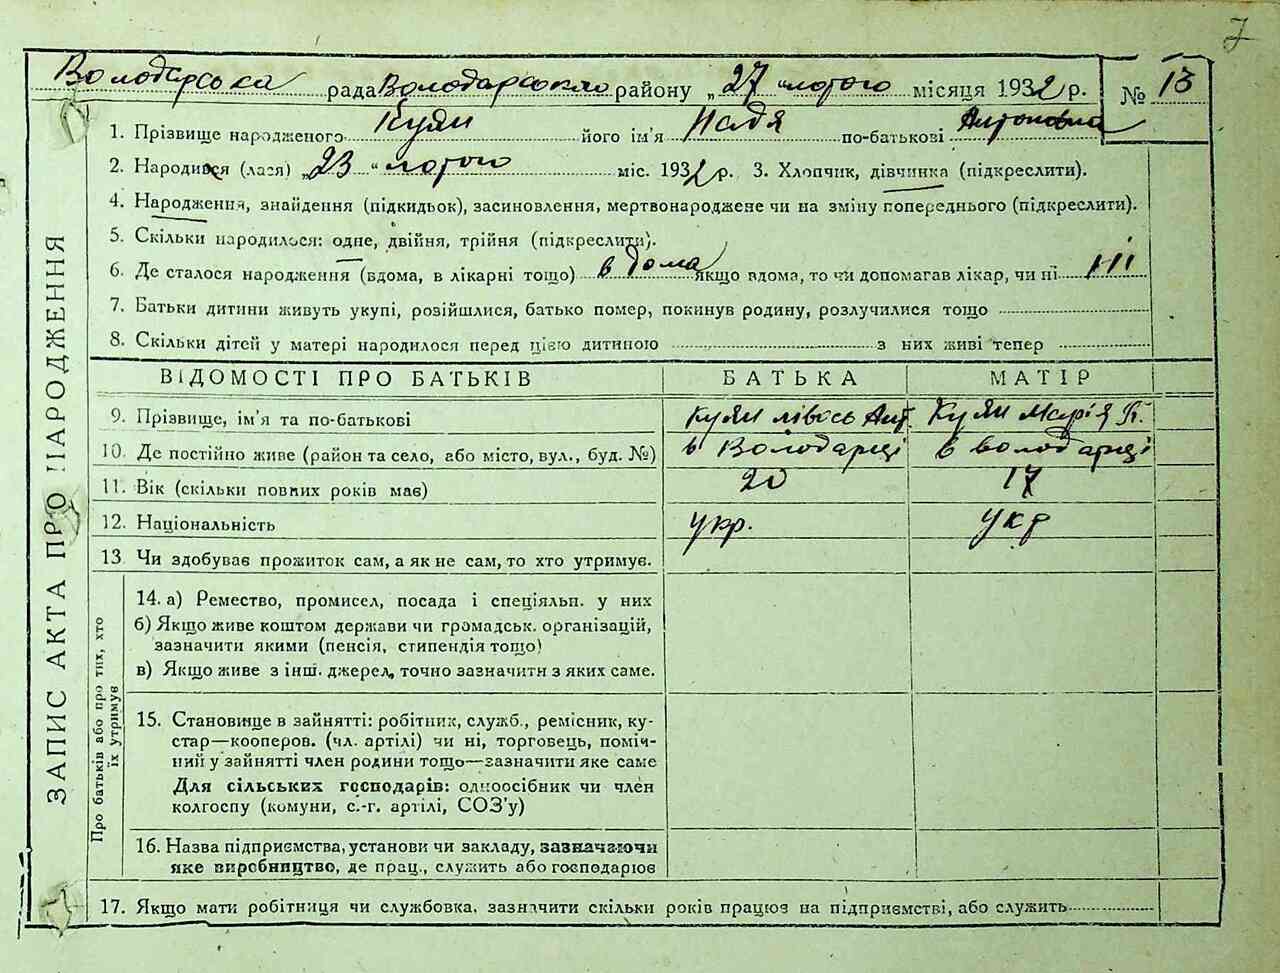 7
Володарська рада Володарського району „27 “ лютого місяця 1932 р. № 13
1. Прізвище народженого Куян його ім’я Надя по-батькові Антоновна
2. Народився (лася) „23 “ лютого міс. 1932 р. 3. Хлопчик, дівчинка (підкреслити).
4. Народження, знайдення (підкидьок), засиновлення, мертвонароджене чи на зміну попереднього (підкреслити).
5. Скільки народилося: одне, двійня, трійня (підкреслити).
6. Де сталося народження (вдома, в лікарні тощо) в дома якщо вдома, то чи допомагав лікар, чи ні ні
7. Батьки дитини живуть укупі, розійшлися, батько помер, покинув родину, розлучилися тощо
8. Скільки дітей у матері народилося перед цією дитиною з них живі тепер
ЗАПИС АКТА ПРО НАРОДЖЕННЯ
ВІДОМОСТІ ПРО БАТЬКІВ БАТЬКА МАТІР
9. Прізвище, ім’я та по-батькові Куян Ант. Куян Марія
10. Де постійно живе (район та село, або місто, вул., буд. №) в Володарці в володарці
11. Вік (скільки повних років має) 20 17
12. Національність укр. укр
13 Чи здобуває прожиток сам, а як не сам, то хто утримує.
Про батьків або про тих, хто
їх утримує
14. а) Ремество, промисел, посада і спеціяльн. у них
б) Якщо живе коштом держави чи громадськ. організацій,
зазначити якими (пенсія, стипендія тощо)
в) Якщо живе з інш. джерел, точно зазначити з яких саме.
15. Становище в зайнятті: робітник, служб., ремісник, ку-
стар—кооперов. (чл. артілі) чи ні, торговець, поміч-
ний у зайнятті член родини тощо—зазначити яке саме
Для сільських господарів: одноосібник чи член
колгоспу (комуни, с.-г. артілі, СОЗ’у)
16. Назва підприємства, установи чи закладу, зазначаючи
яке виробництво, де прац., служить або господарює
17. Якщо мати робітниця чи службовка, зазначити скільки років працює на підприємстві, або служить